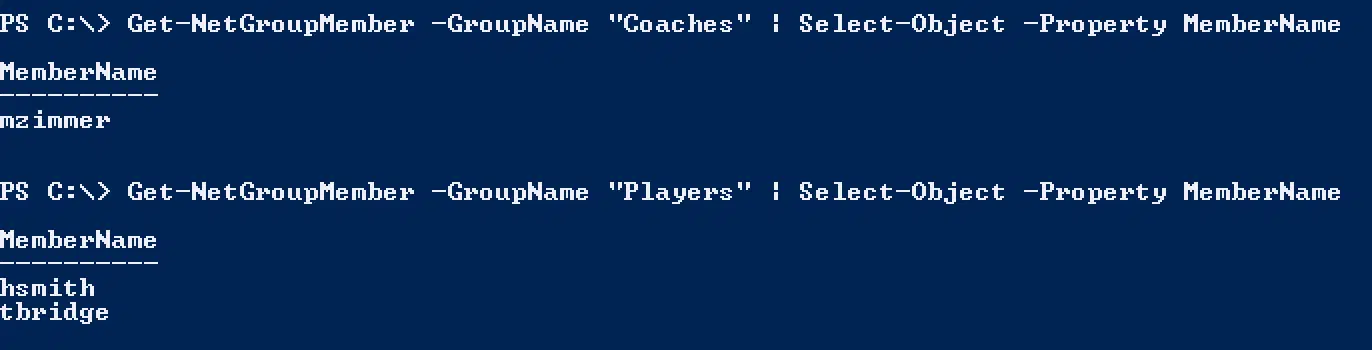 PS C:\> Get-NetGroupMember -GroupName "Coaches" | Select-Object -Property MemberName
MemberName
----------
mzimmer
PS C:\> Get-NetGroupMember -GroupName "Players" | Select-Object -Property MemberName
MemberName
----------
hsmith
tbridge